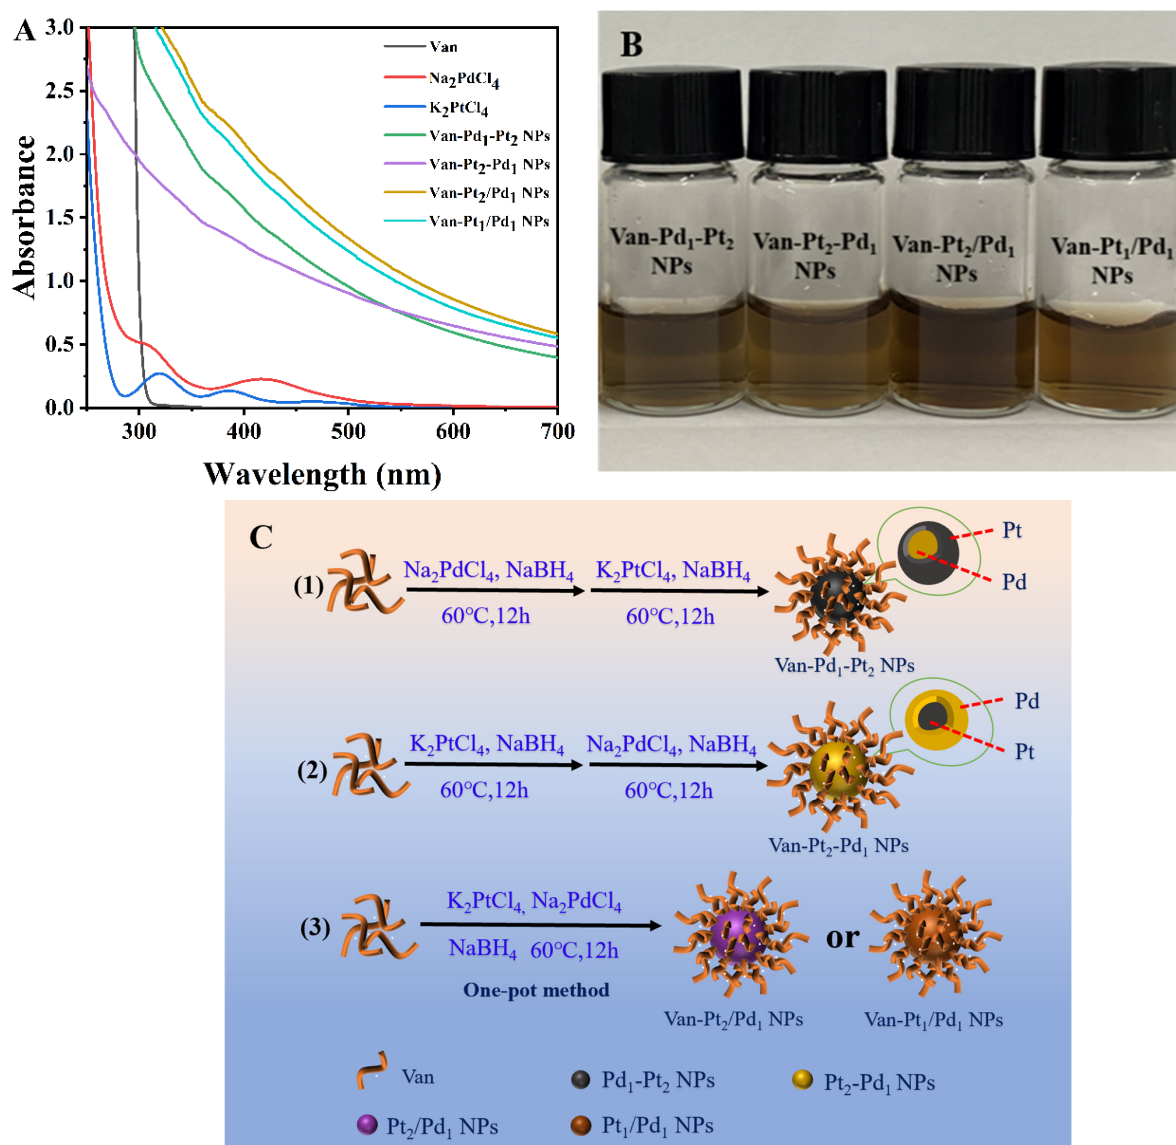 A
3.0
2.5
2.0
1.5
1.0
0.5
0.0
Absorbance
300 400 500 600 700
Wavelength (nm)
Van
Na₂PdCl₄
K₂PtCl₄
Van-Pd₁-Pt₂ NPs
Van-Pt₂-Pd₁ NPs
Van-Pt₂/Pd₁ NPs
Van-Pt₁/Pd₁ NPs
B
Van-Pd₁-Pt₂
NPs
Van-Pt₂-Pd₁
NPs
Van-Pt₂/Pd₁
NPs
Van-Pt₁/Pd₁
NPs
C
(1)
Na₂PdCl₄, NaBH₄
60°C,12h
K₂PtCl₄, NaBH₄
60°C,12h
Pt
Pd
Van-Pd₁-Pt₂ NPs
(2)
K₂PtCl₄, NaBH₄
60°C,12h
Na₂PdCl₄, NaBH₄
60°C,12h
Pd
Pt
Van-Pt₂-Pd₁ NPs
(3)
K₂PtCl₄, Na₂PdCl₄
NaBH₄ 60°C,12h
One-pot method
or
Van-Pt₂/Pd₁ NPs
Van-Pt₁/Pd₁ NPs
Van
Pd₁-Pt₂ NPs
Pt₂-Pd₁ NPs
Pt₂/Pd₁ NPs
Pt₁/Pd₁ NPs